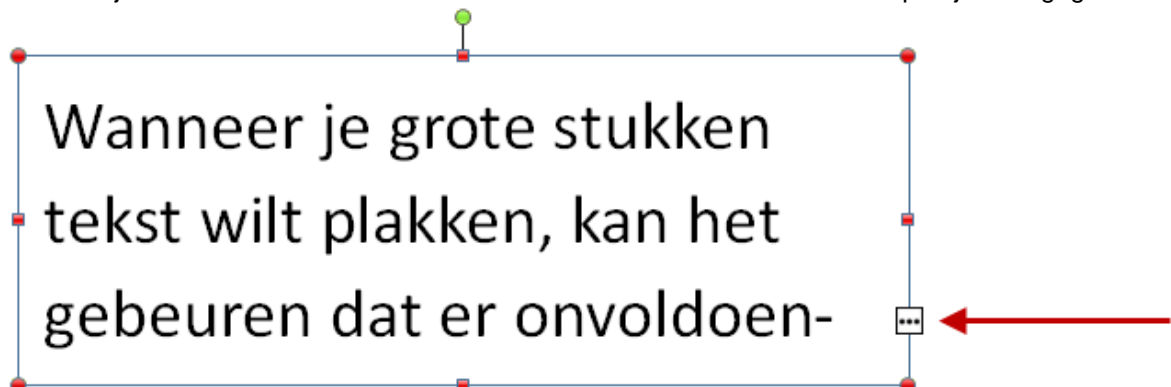 Wanneer je grote stukken
tekst wilt plakken, kan het
gebeuren dat er onvoldoen-